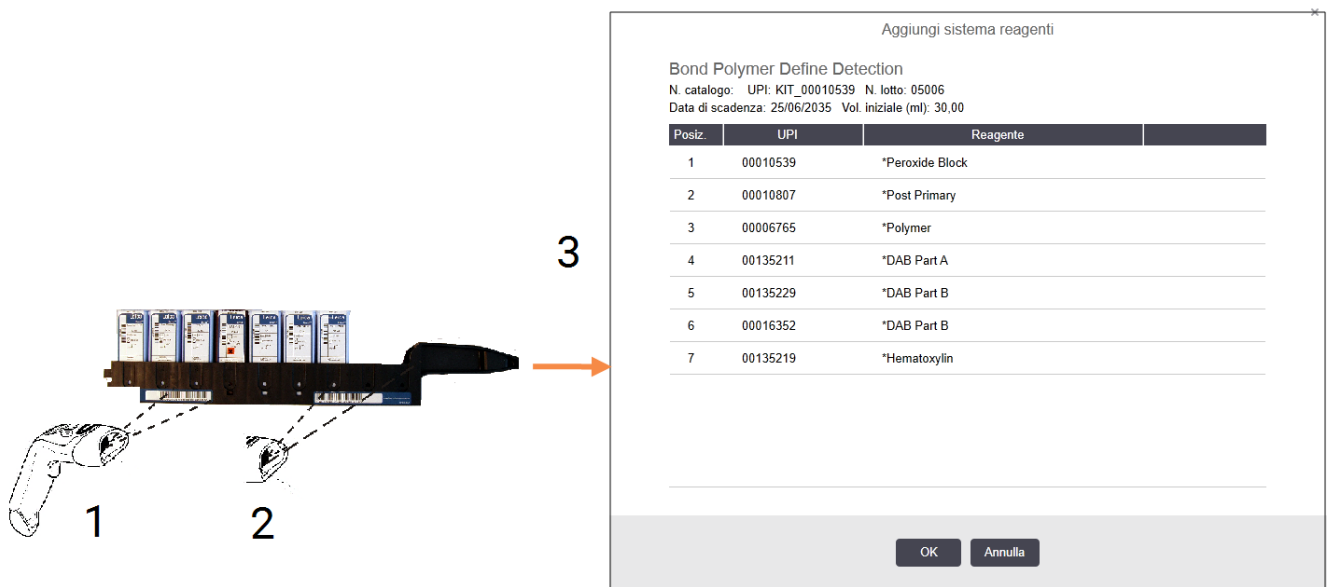 Aggiungi sistema reagenti
Bond Polymer Define Detection
N. catalogo: UPI: KIT_00010539 N. lotto: 05006
Data di scadenza: 25/06/2035 Vol. iniziale (ml): 30,00
Posiz. UPI Reagente
1 00010539 *Peroxide Block
2 00010807 *Post Primary
3 00006765 *Polymer
4 00135211 *DAB Part A
5 00135229 *DAB Part B
6 00016352 *DAB Part B
7 00135219 *Hematoxylin
OK Annulla
3
1
2